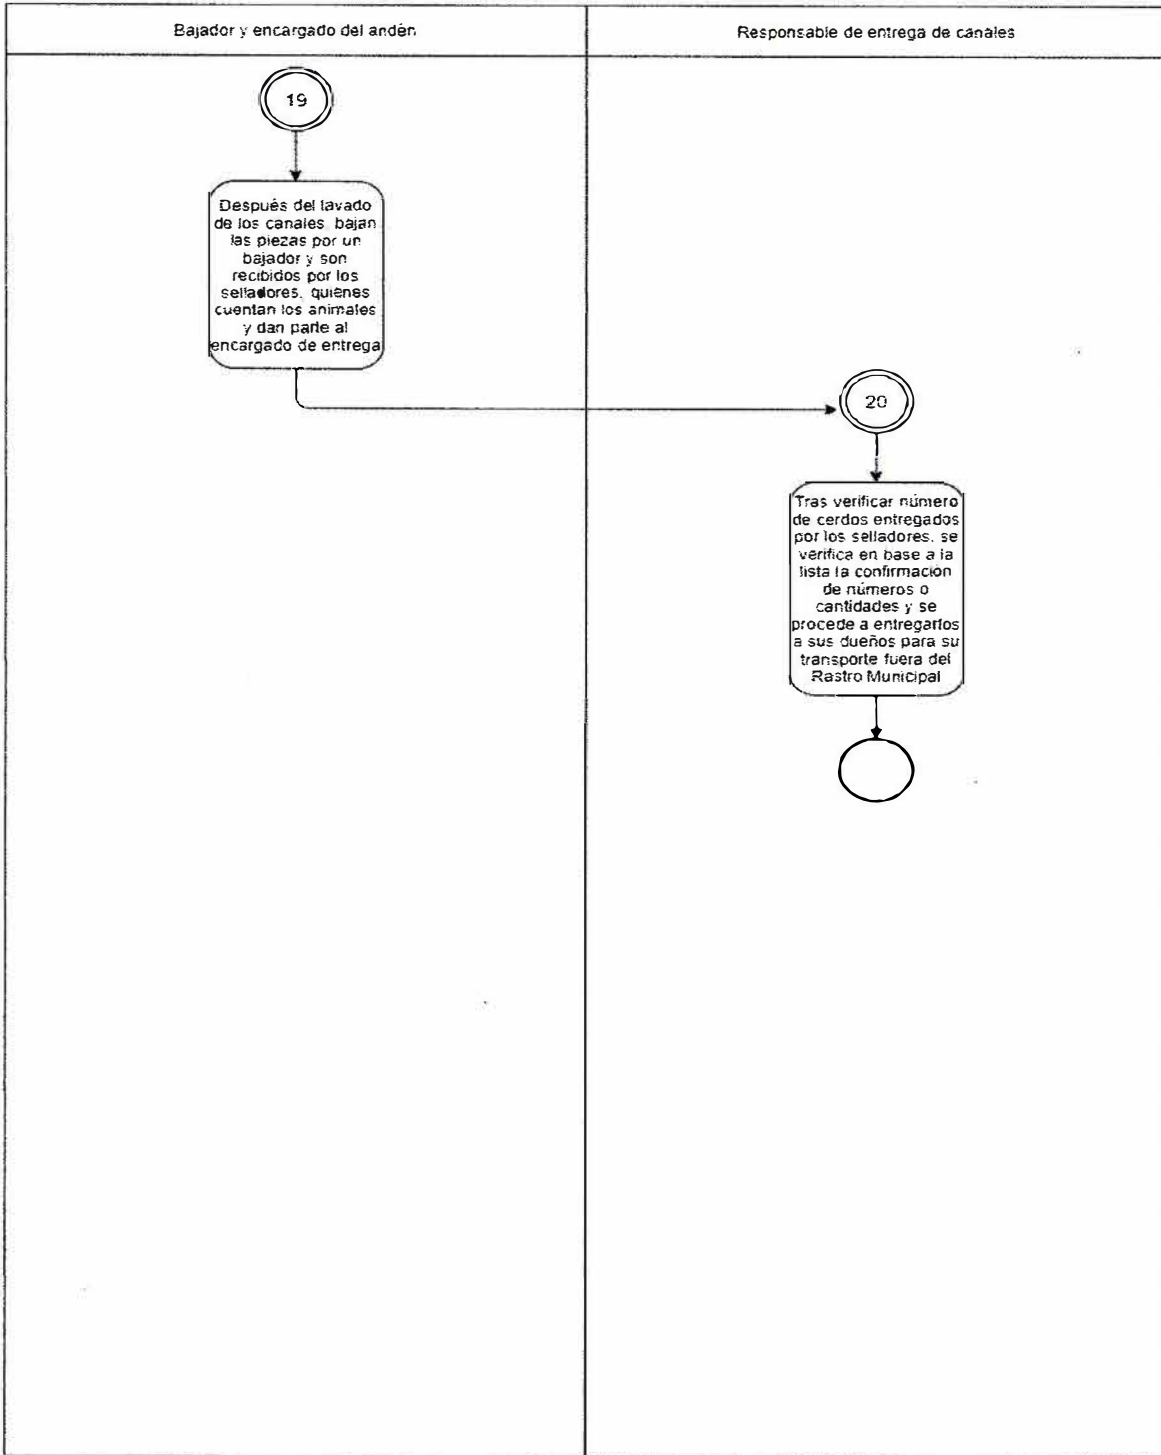 Bajador y encargado del andén
Responsable de entrega de canales
19
Después del lavado
de los canales, bajan
las piezas por un
bajador y son
recibidos por los
selladores, quienes
cuentan los animales
y dan parte al
encargado de entrega
20
Tras verificar número
de cerdos entregados
por los selladores, se
verifica en base a la
lista la confirmación
de números o
cantidades y se
procede a entregarlos
a sus dueños para su
transporte fuera del
Rastro Municipal